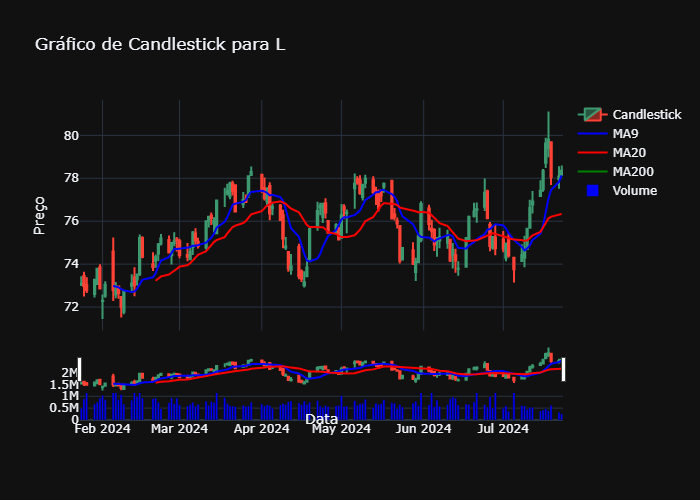 Gráfico de Candlestick para L
Candlestick
MA9
MA20
MA200
Volume
Preço
80
78
76
74
72
2M
1.5M
1M
0.5M
0
Data
Feb 2024
Mar 2024
Apr 2024
May 2024
Jun 2024
Jul 2024